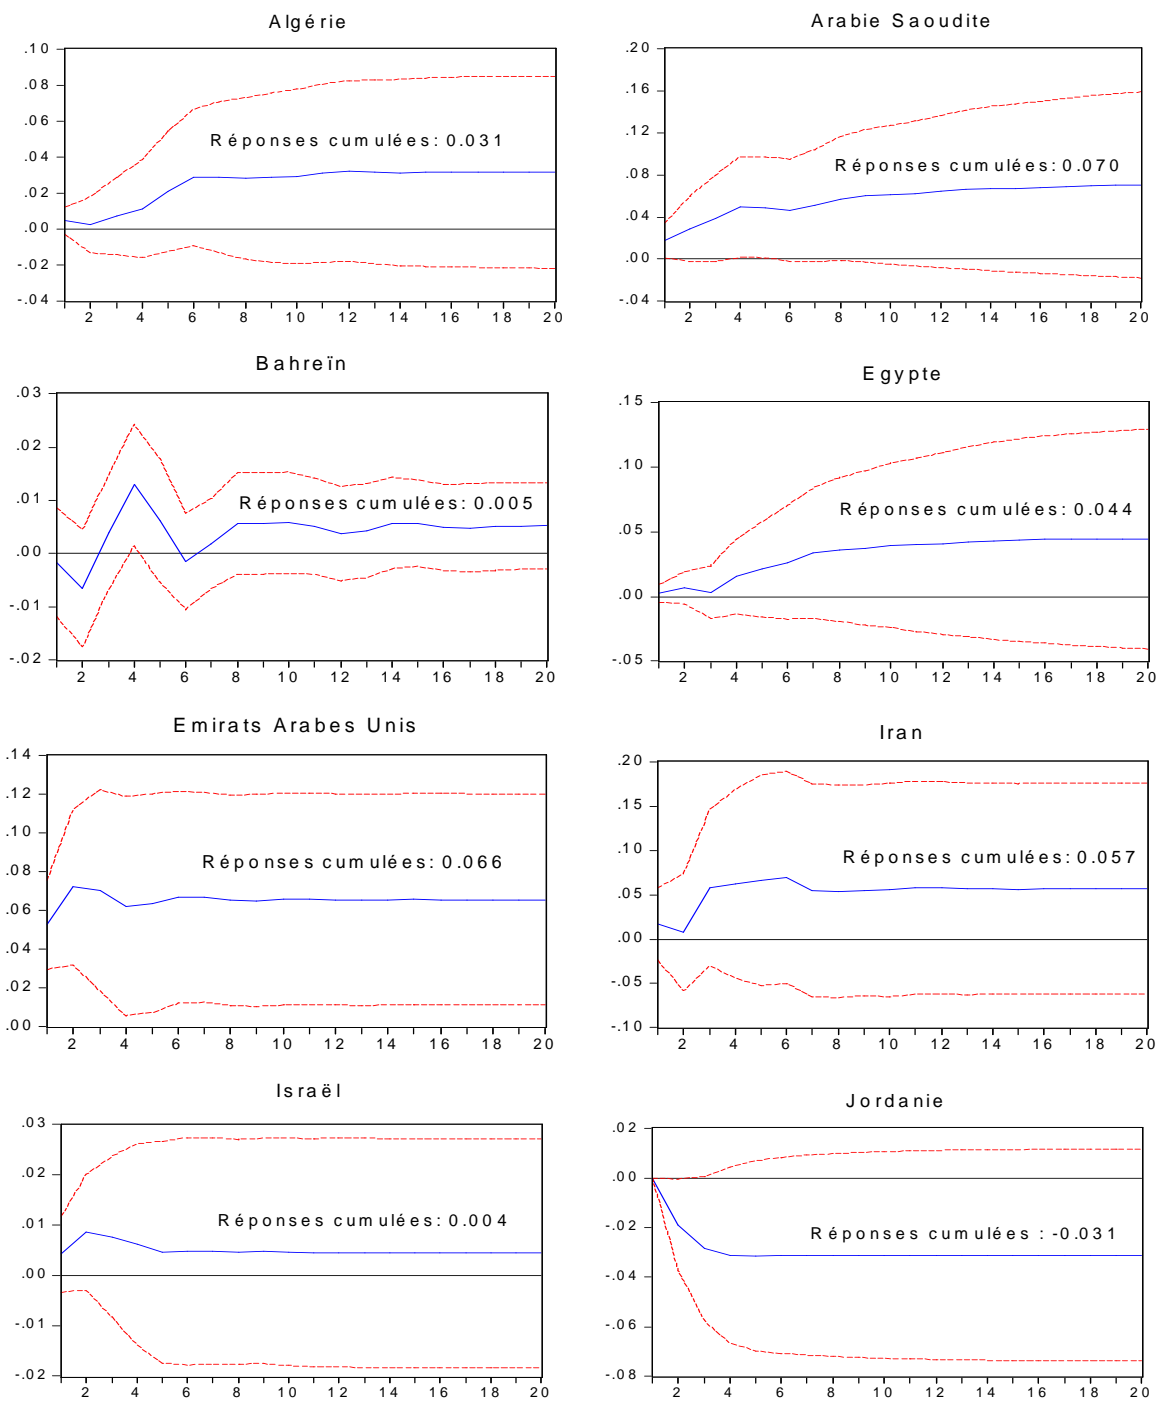 Algérie
.10
.08
.06
.04
.02
.00
-.02
-.04
Réponses cumulées: 0.031
2 4 6 8 10 12 14 16 18 20
Arabie Saoudite
.20
.16
.12
.08
.04
.00
-.04
Réponses cumulées: 0.070
2 4 6 8 10 12 14 16 18 20
Bahreïn
.03
.02
.01
.00
-.01
-.02
Réponses cumulées: 0.005
2 4 6 8 10 12 14 16 18 20
Egypte
.15
.10
.05
.00
-.05
Réponses cumulées: 0.044
2 4 6 8 10 12 14 16 18 20
Emirats Arabes Unis
.14
.12
.10
.08
.06
.04
.02
.00
Réponses cumulées: 0.066
2 4 6 8 10 12 14 16 18 20
Iran
.20
.15
.10
.05
.00
-.05
-.10
Réponses cumulées: 0.057
2 4 6 8 10 12 14 16 18 20
Israël
.03
.02
.01
.00
-.01
-.02
Réponses cumulées: 0.004
2 4 6 8 10 12 14 16 18 20
Jordanie
.02
.00
-.02
-.04
-.06
-.08
Réponses cumulées : -0.031
2 4 6 8 10 12 14 16 18 20